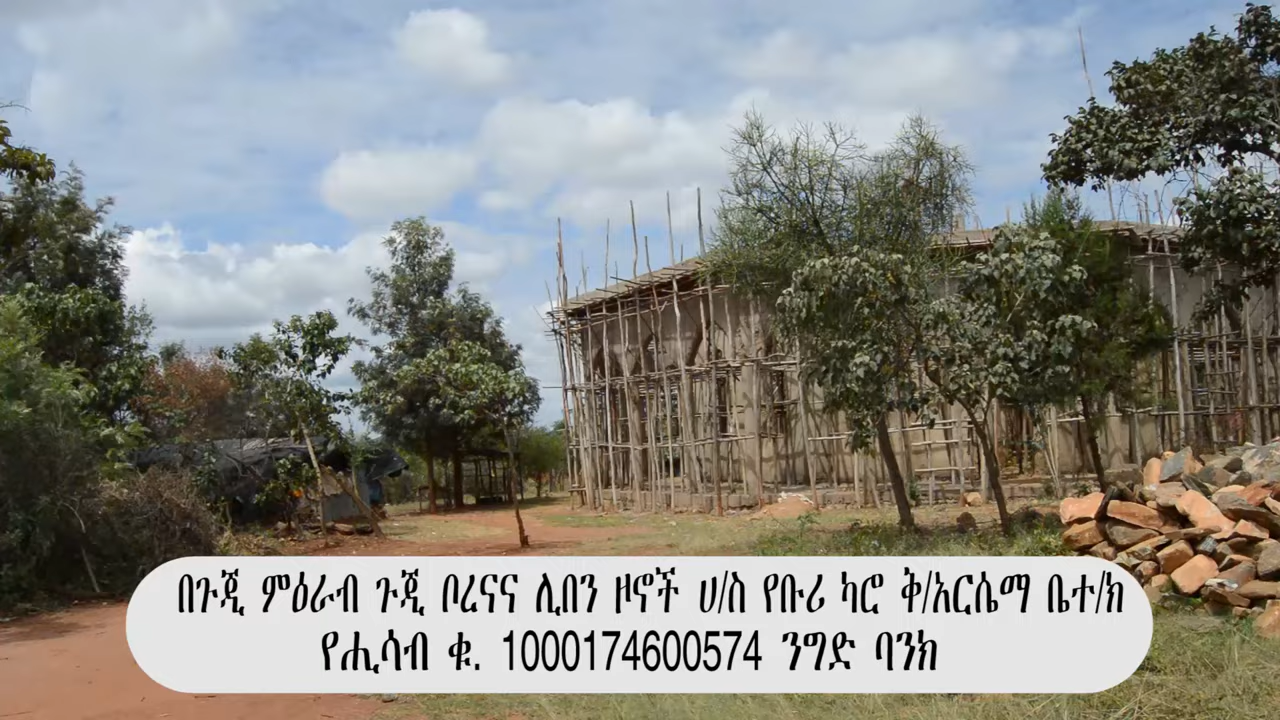 በጉጂ ምዕራብ ጉጂ ቦረናና ሊበን ዞኖች ሀ/ስ የቡሪ ካሮ ቅ/አርሴማ ቤተ/ክ
የሒሳብ ቁ. 1000174600574 ንግድ ባንክ